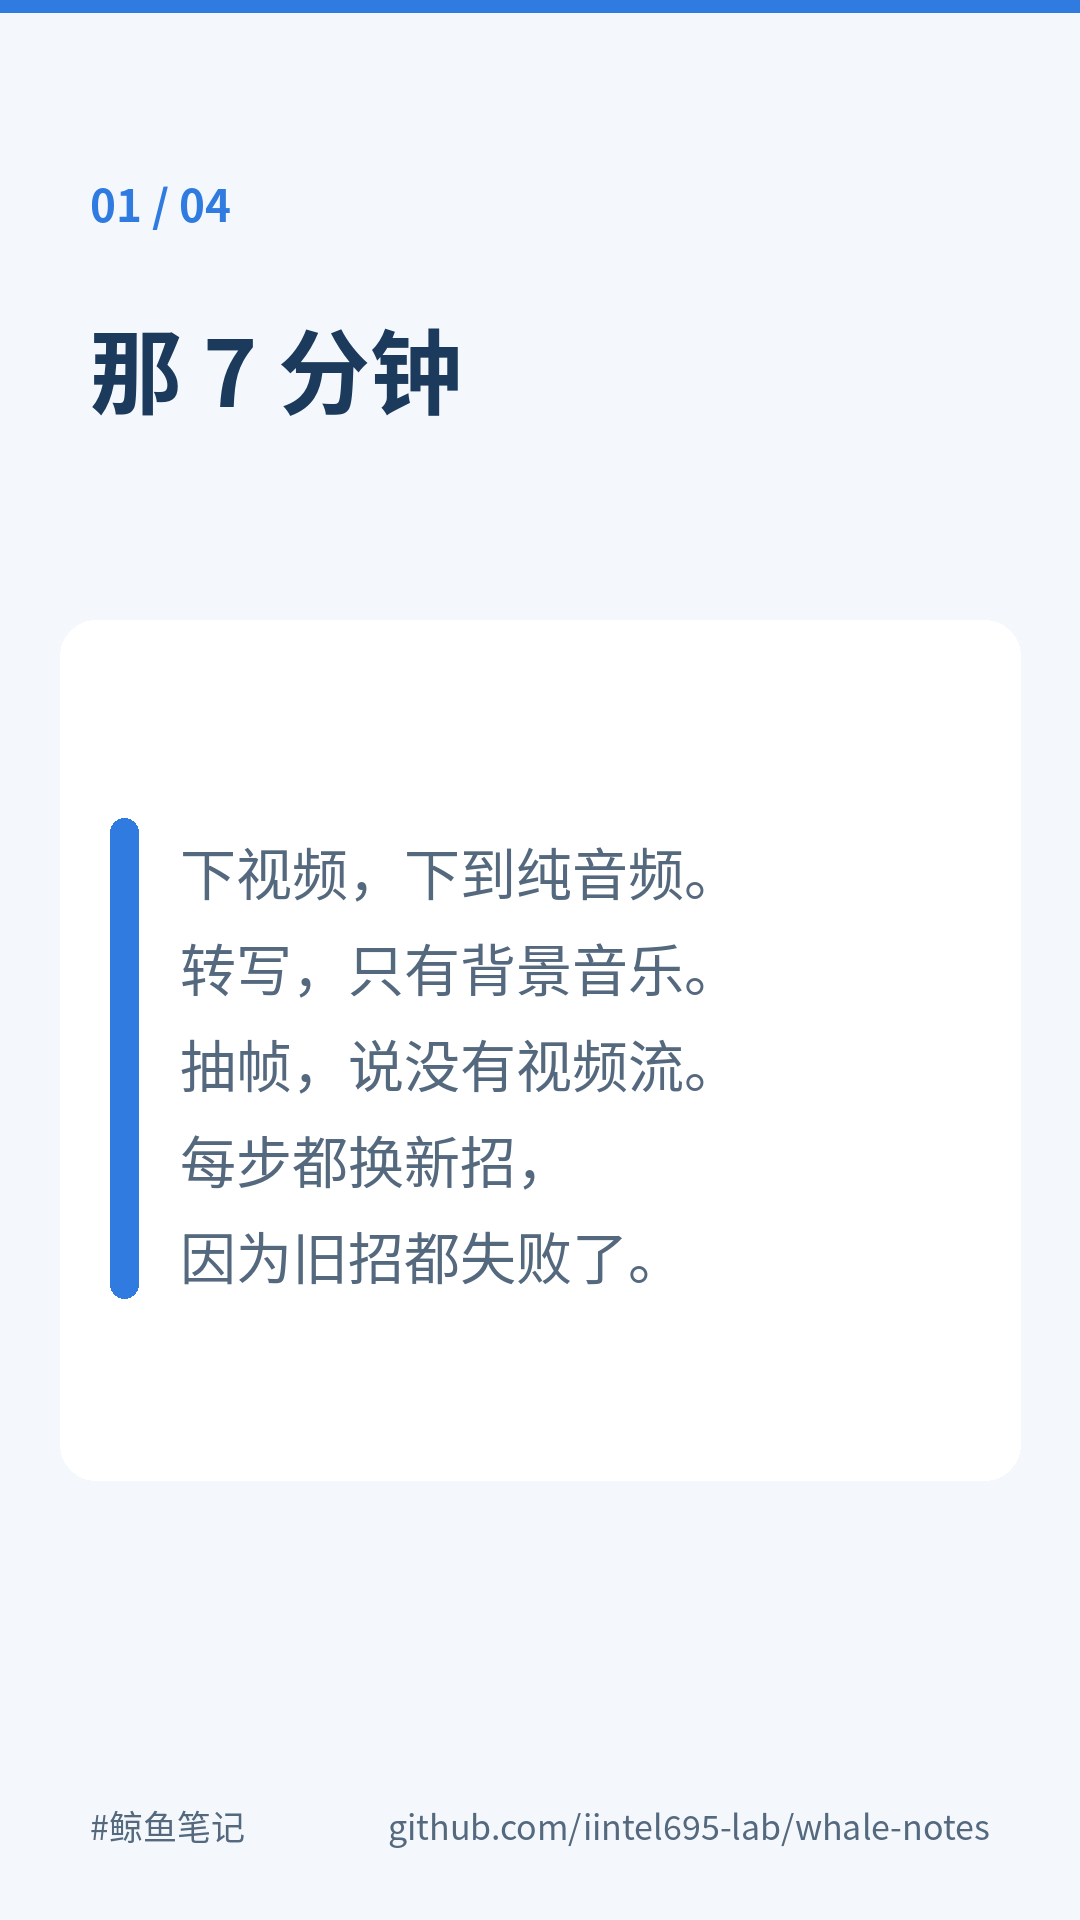 01 / 04
那 7 分钟
下视频，下到纯音频。
转写，只有背景音乐。
抽帧，说没有视频流。
每步都换新招，
因为旧招都失败了。
#鲸鱼笔记
github.com/iintel695-lab/whale-notes